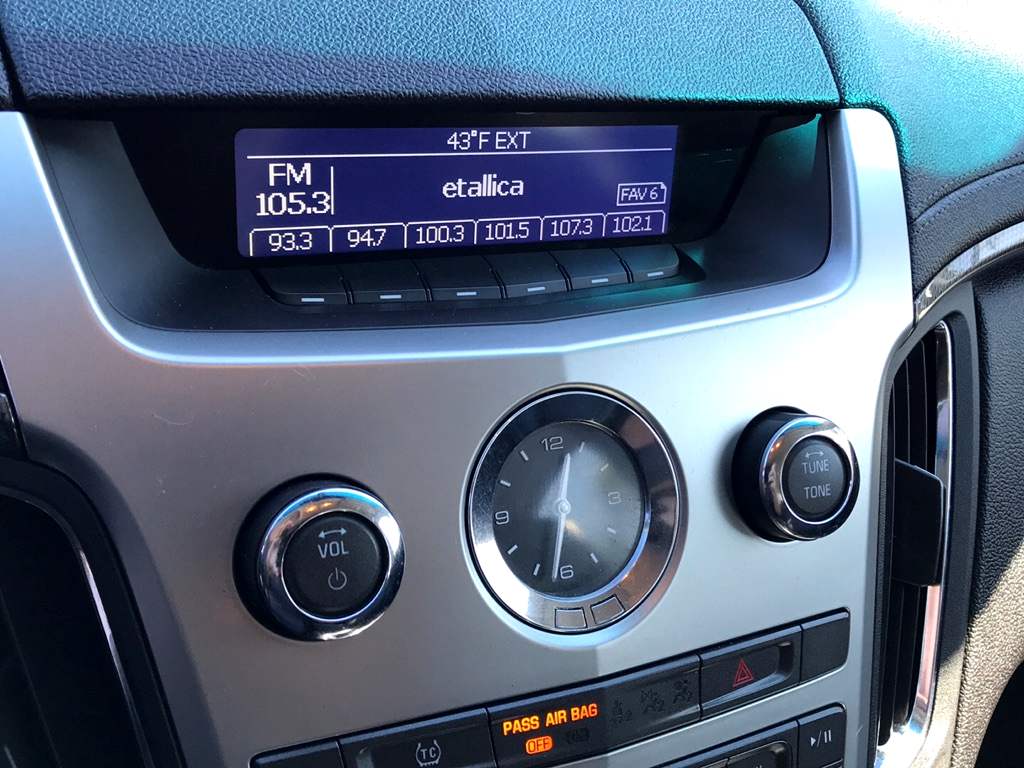 43°F EXT
FM
105.3
etallica
FAV 6
93.3 94.7 100.3 101.5 107.3 102.1
12
3
9
6
VOL
TUNE
TONE
PASS AIR BAG
OFF
TC